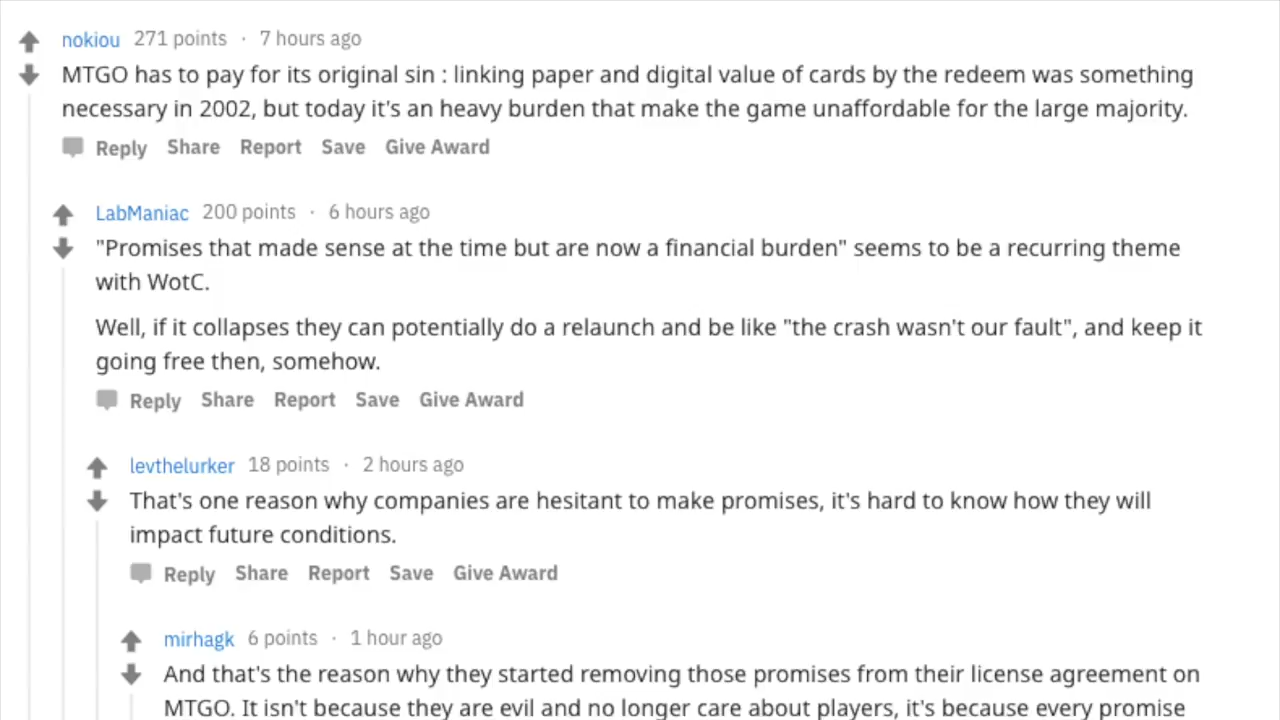 nokiou 271 points · 7 hours ago
MTGO has to pay for its original sin : linking paper and digital value of cards by the redeem was something
necessary in 2002, but today it's an heavy burden that make the game unaffordable for the large majority.
Reply Share Report Save Give Award
LabManiac 200 points · 6 hours ago
"Promises that made sense at the time but are now a financial burden" seems to be a recurring theme
with WotC.
Well, if it collapses they can potentially do a relaunch and be like "the crash wasn't our fault", and keep it
going free then, somehow.
Reply Share Report Save Give Award
levthelurker 18 points · 2 hours ago
That's one reason why companies are hesitant to make promises, it's hard to know how they will
impact future conditions.
Reply Share Report Save Give Award
mirhagk 6 points · 1 hour ago
And that's the reason why they started removing those promises from their license agreement on
MTGO. It isn't because they are evil and no longer care about players, it's because every promise